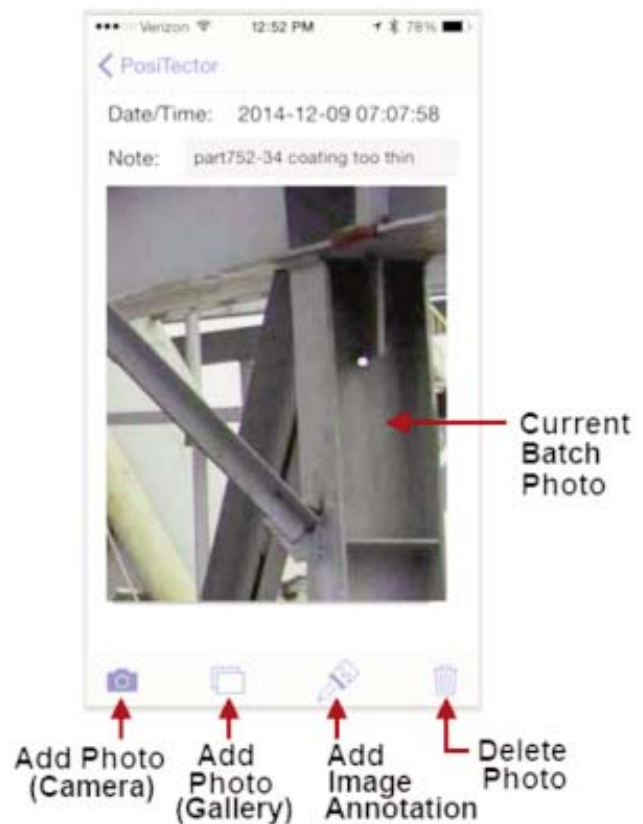 Verizon 12:52 PM 78%
PosiTector
Date/Time: 2014-12-09 07:07:58
Note: part752-34 coating too thin
Current
Batch
Photo
Add Photo
(Camera)
Add
Photo
(Gallery)
Add
Image
Annotation
Delete
Photo